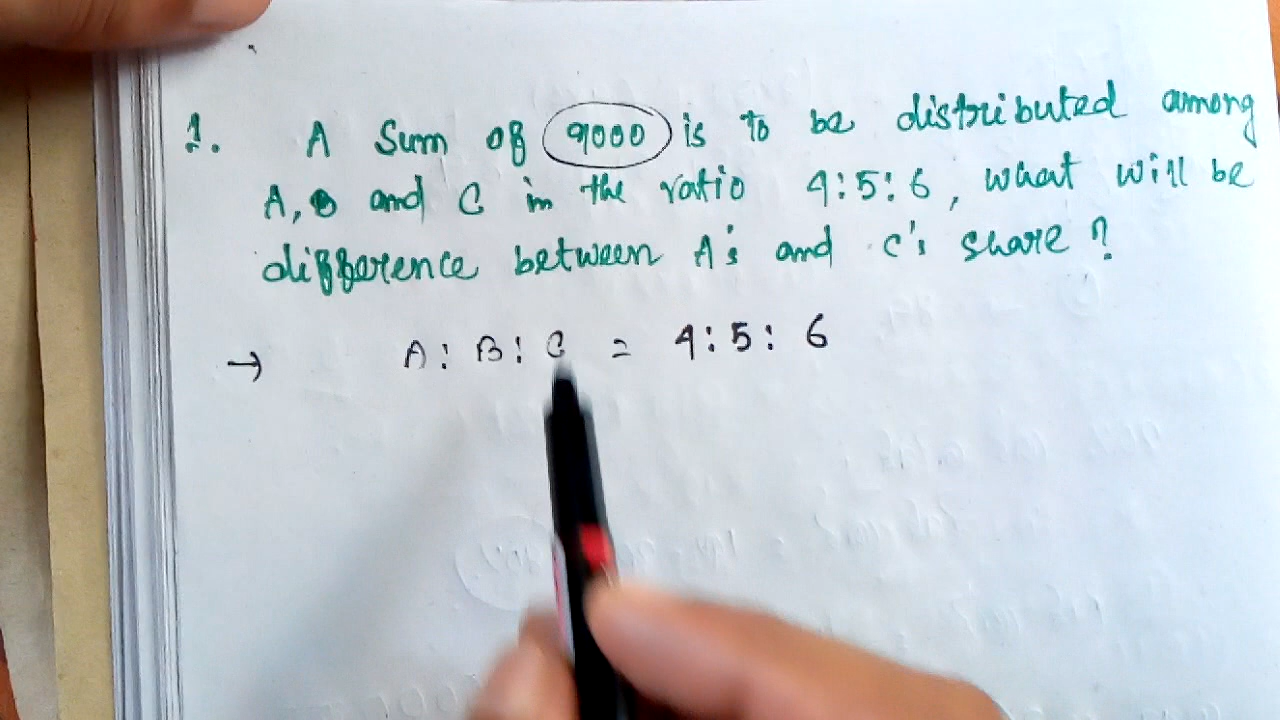 1. A Sum of 9000 is to be distributed among
A, B and C in the ratio 4:5:6, what will be
difference between A's and C's share?
→ A : B : C = 4 : 5 : 6